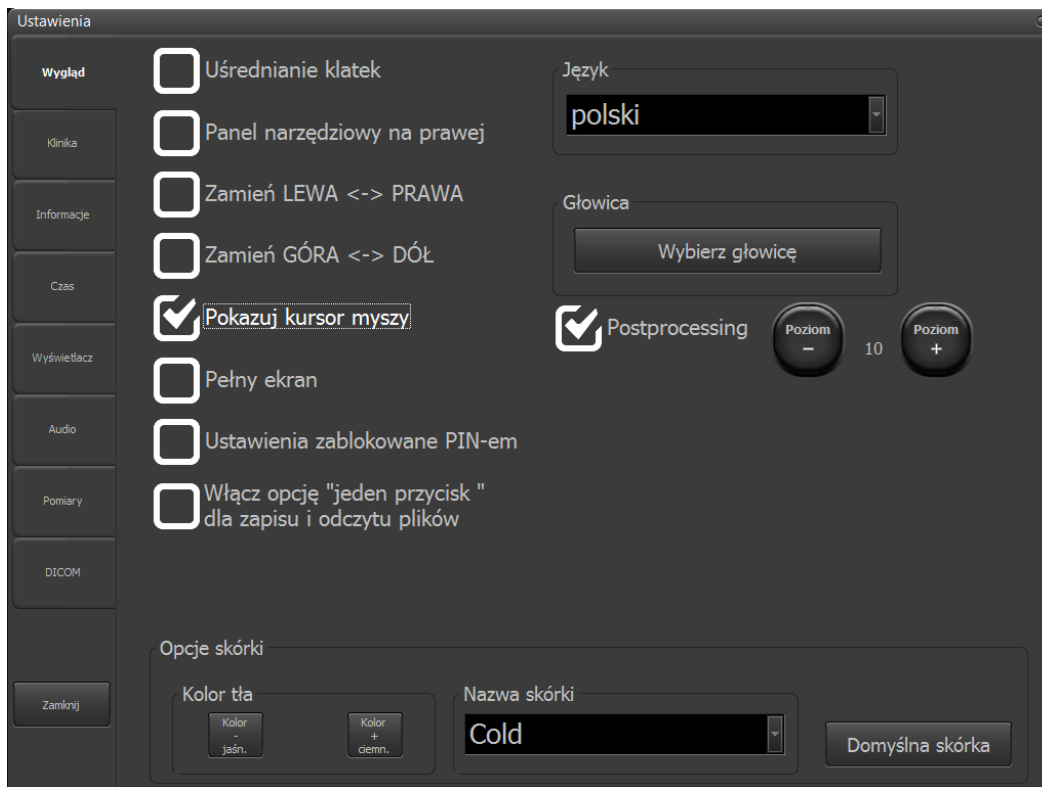 Ustawienia
Wygląd
Klinika
Informacje
Czas
Wyświetlacz
Audio
Pomiary
DICOM
Zamknij
Uśrednianie klatek
Panel narzędziowy na prawej
Zamień LEWA <-> PRAWA
Zamień GÓRA <-> DÓŁ
Pokazuj kursor myszy
Pełny ekran
Ustawienia zablokowane PIN-em
Włącz opcję "jeden przycisk "
dla zapisu i odczytu plików
Język
polski
Głowica
Wybierz głowicę
Postprocessing
Poziom
-
10
Poziom
+
Opcje skórki
Kolor tła
Kolor
-
jaśn.
Kolor
+
ciemn.
Nazwa skórki
Cold
Domyślna skórka